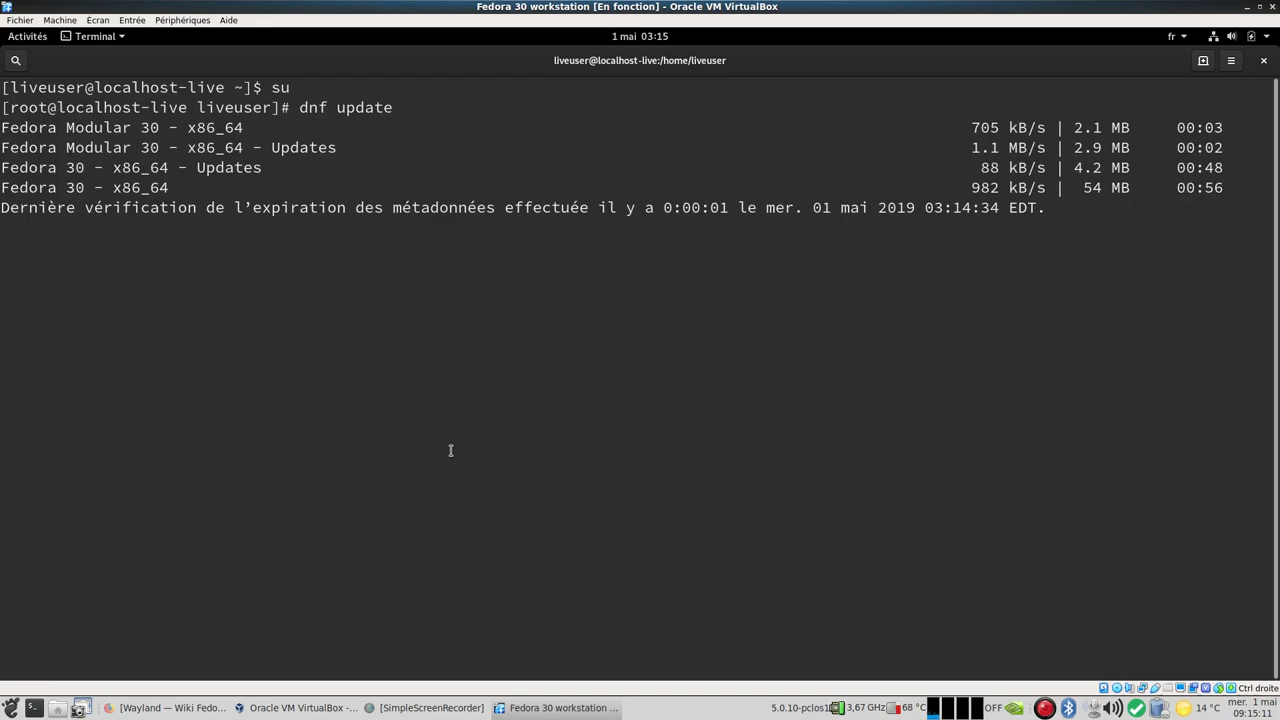 Fedora 30 workstation [En fonction] - Oracle VM VirtualBox
Fichier Machine Écran Entrée Périphériques Aide
Activités Terminal 1 mai 03:15 fr
liveuser@localhost-live:/home/liveuser
[liveuser@localhost-live ~]$ su
[root@localhost-live liveuser]# dnf update
Fedora Modular 30 - x86_64 705 kB/s | 2.1 MB 00:03
Fedora Modular 30 - x86_64 - Updates 1.1 MB/s | 2.9 MB 00:02
Fedora 30 - x86_64 - Updates 88 kB/s | 4.2 MB 00:48
Fedora 30 - x86_64 982 kB/s | 54 MB 00:56
Dernière vérification de l’expiration des métadonnées effectuée il y a 0:00:01 le mer. 01 mai 2019 03:14:34 EDT.
Ctrl droite
[Wayland — Wiki Fedo... Oracle VM VirtualBox -... [SimpleScreenRecorder] Fedora 30 workstation ... 3,67 GHz 68 °C OFF 14 °C mer. 1 mai
09:15:11